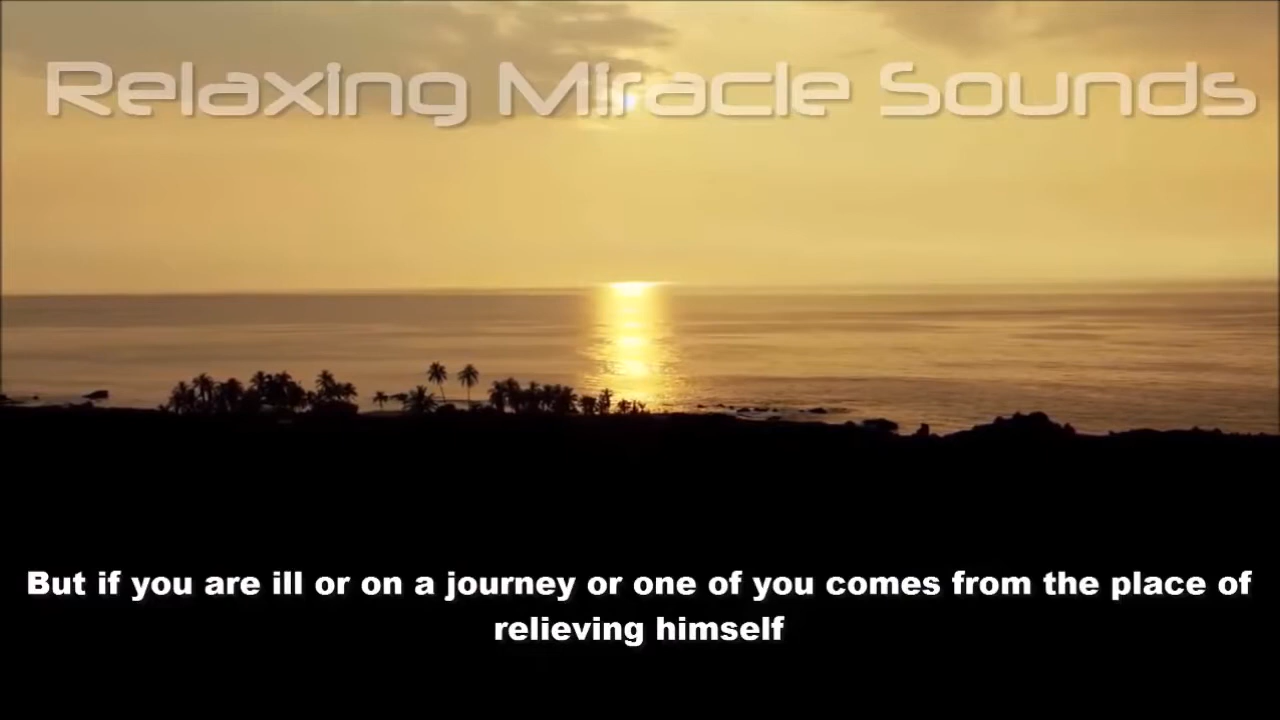 Relaxing Miracle Sounds
But if you are ill or on a journey or one of you comes from the place of
relieving himself